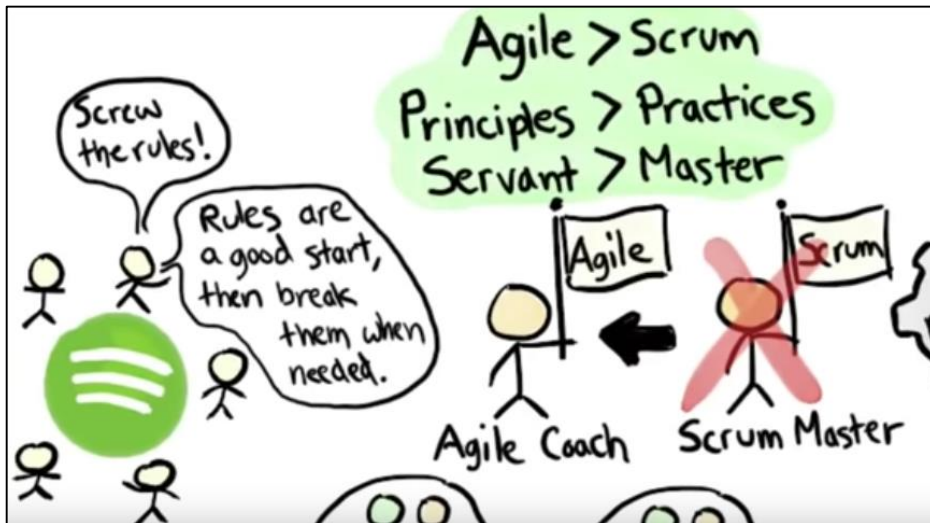 Agile > Scrum
Principles > Practices
Servant > Master
Screw
the rules!
Rules are
a good start,
then break
them when
needed.
Agile
Scrum
Agile Coach
Scrum Master